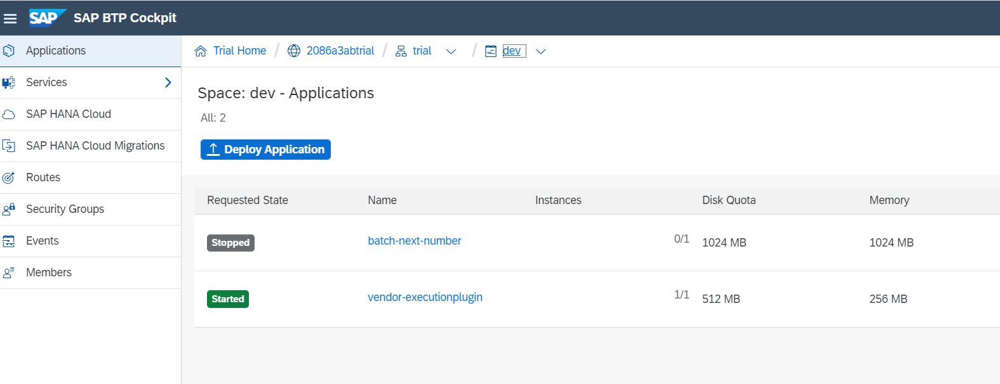 SAP SAP BTP Cockpit
Applications
Services
SAP HANA Cloud
SAP HANA Cloud Migrations
Routes
Security Groups
Events
Members
Trial Home / 2086a3abtrial / trial / dev
Space: dev - Applications
All: 2
Deploy Application
Requested State Name Instances Disk Quota Memory
Stopped batch-next-number 0/1 1024 MB 1024 MB
Started vendor-executionplugin 1/1 512 MB 256 MB